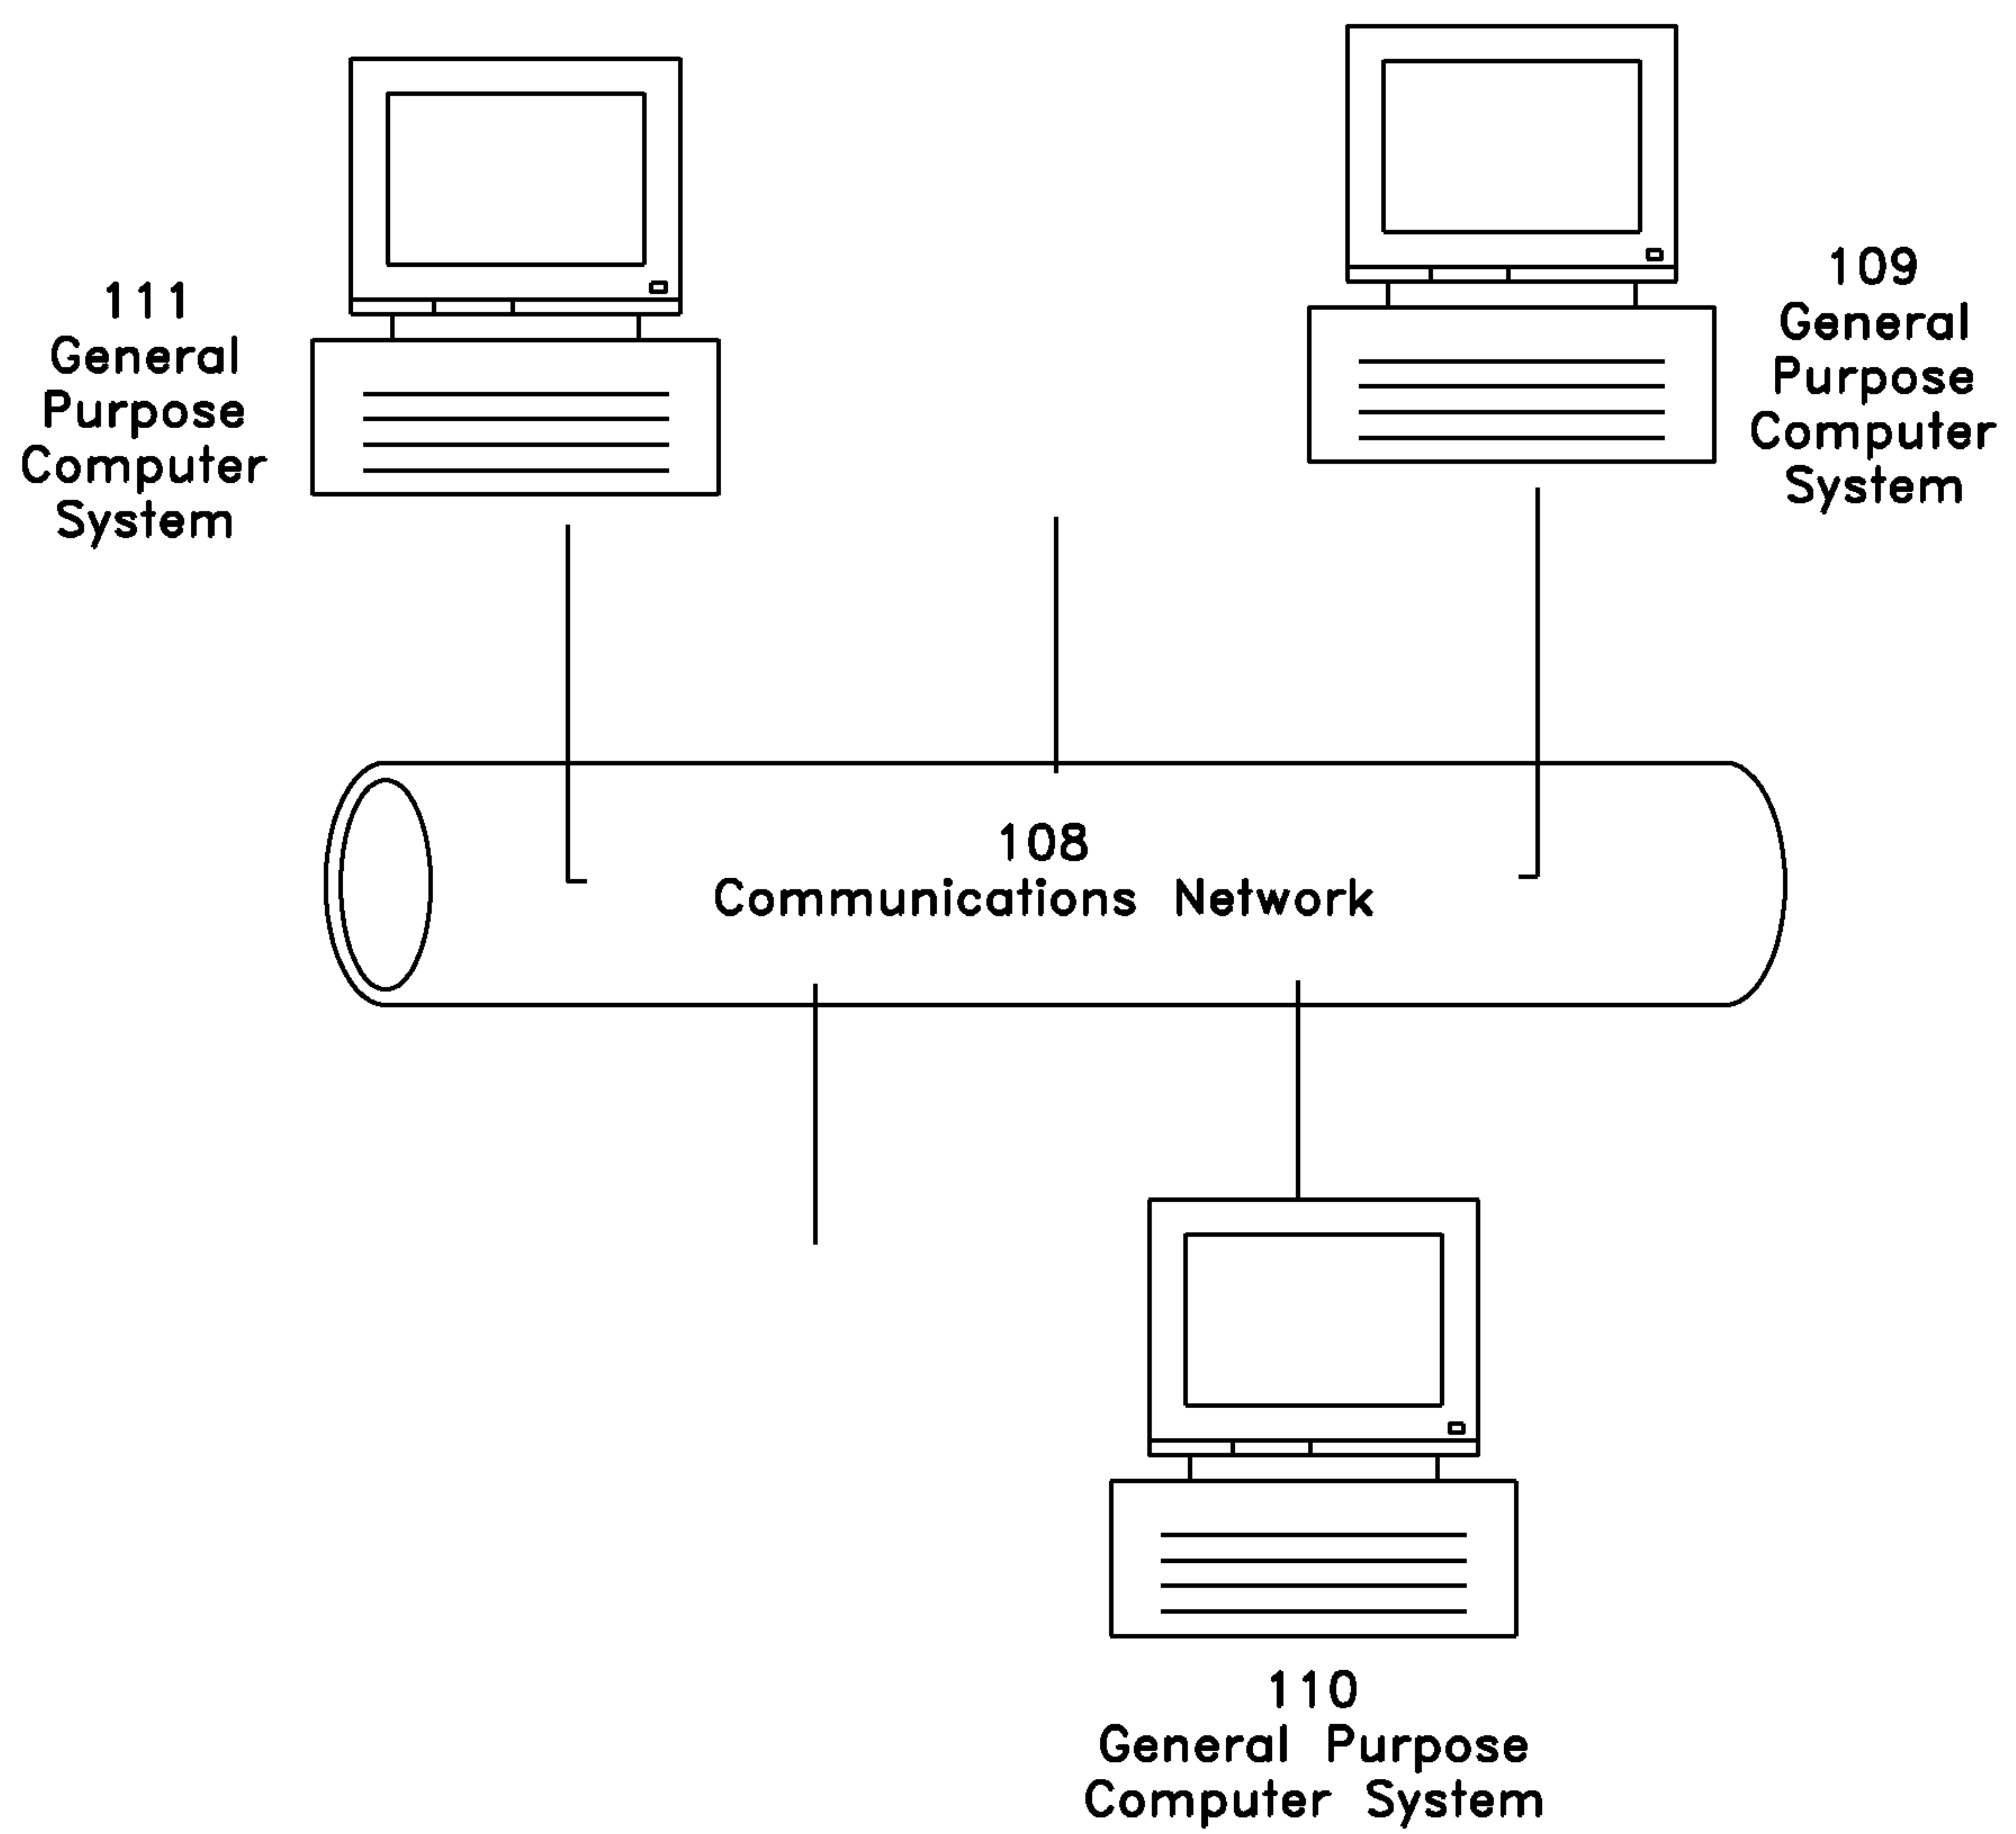 111
General
Purpose
Computer
System
109
General
Purpose
Computer
System
108
Communications Network
110
General Purpose
Computer System